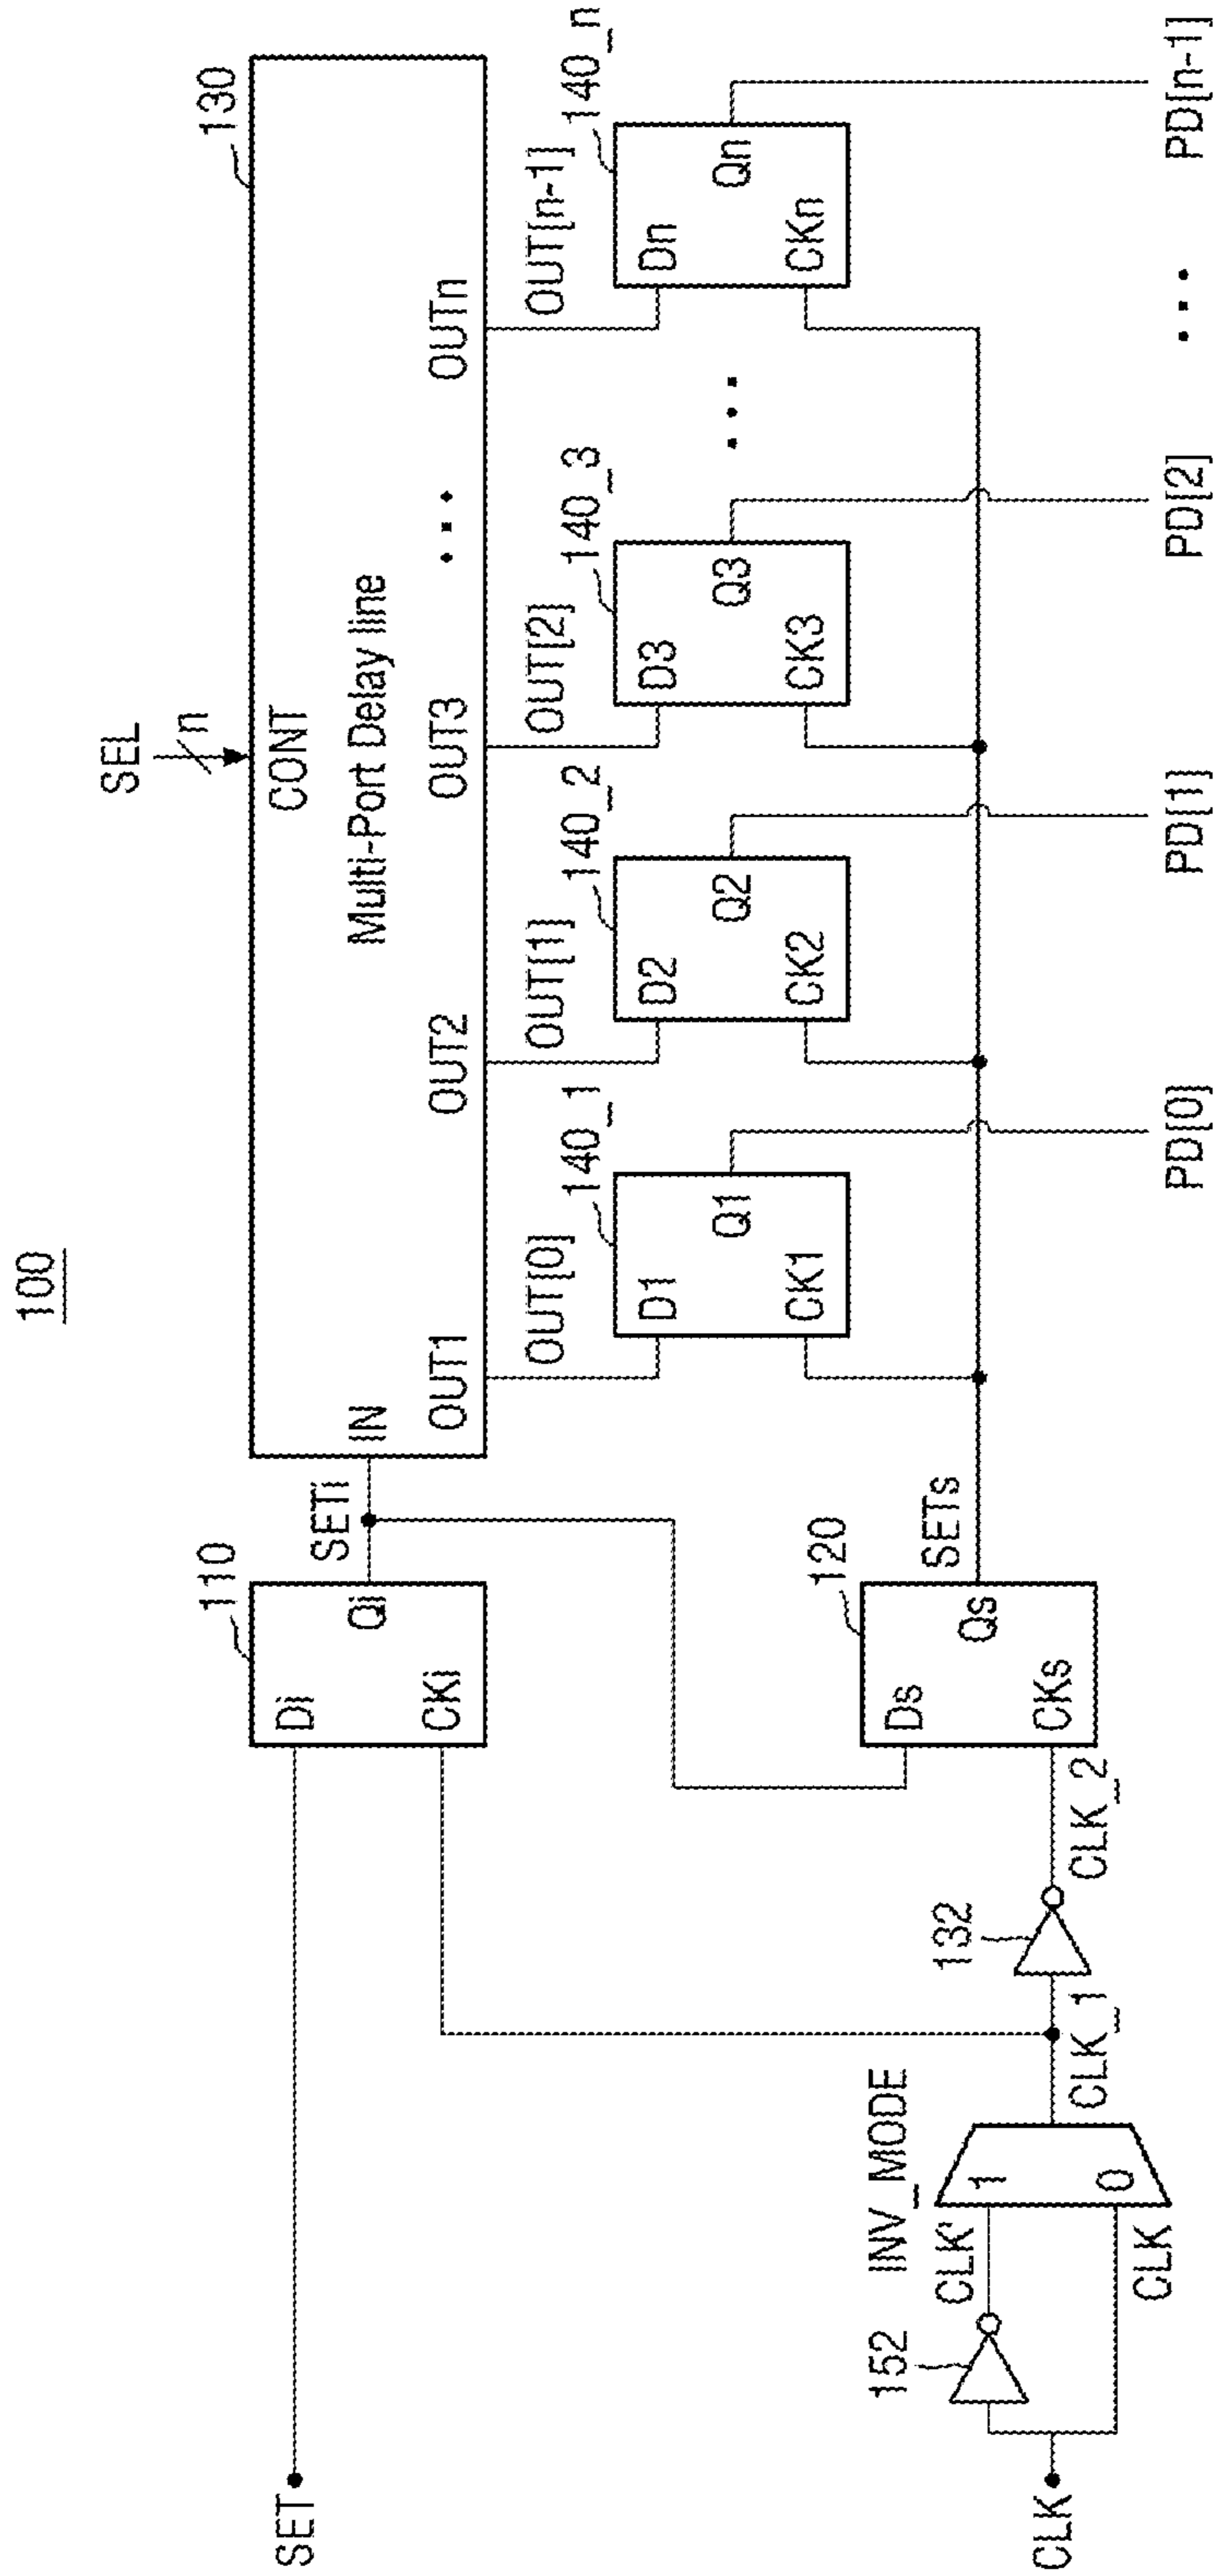 100
SEL
n
130
CONT
Multi-Port Delay line
IN
OUT1
OUT2
OUT3
...
OUTn
110
Di
Qi
CKi
SETi
SET
OUT[0]
OUT[1]
OUT[2]
OUT[n-1]
140_1
140_2
140_3
140_n
D1
Q1
CK1
D2
Q2
CK2
D3
Q3
CK3
...
Dn
Qn
CKn
120
Ds
Qs
CKs
SETs
INV_MODE
152
CLK'
1
0
CLK
CLK
CLK_1
132
CLK_2
PD[0]
PD[1]
PD[2]
...
PD[n-1]